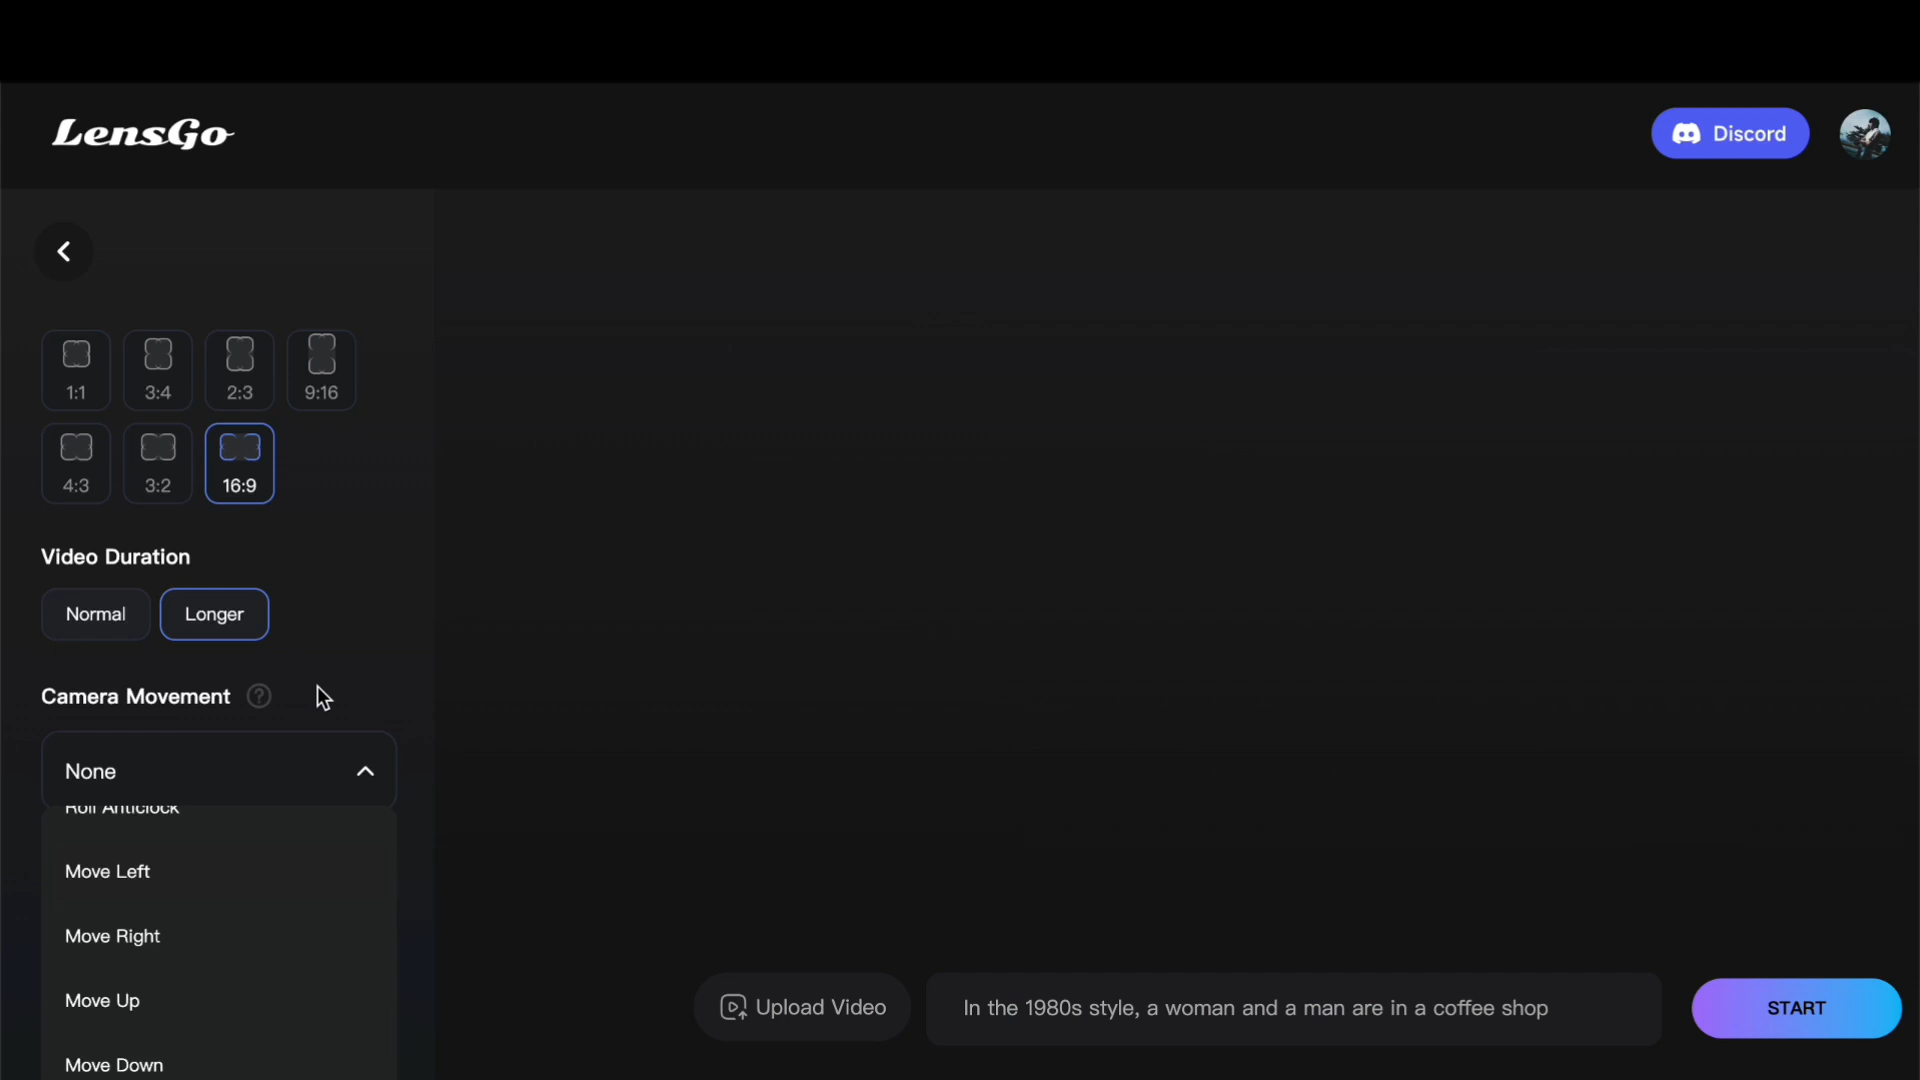 LensGo
Discord
1:1
3:4
2:3
9:16
4:3
3:2
16:9
Video Duration
Normal
Longer
Camera Movement ?
None
Roll Anticlock
Move Left
Move Right
Move Up
Move Down
Upload Video
In the 1980s style, a woman and a man are in a coffee shop
START